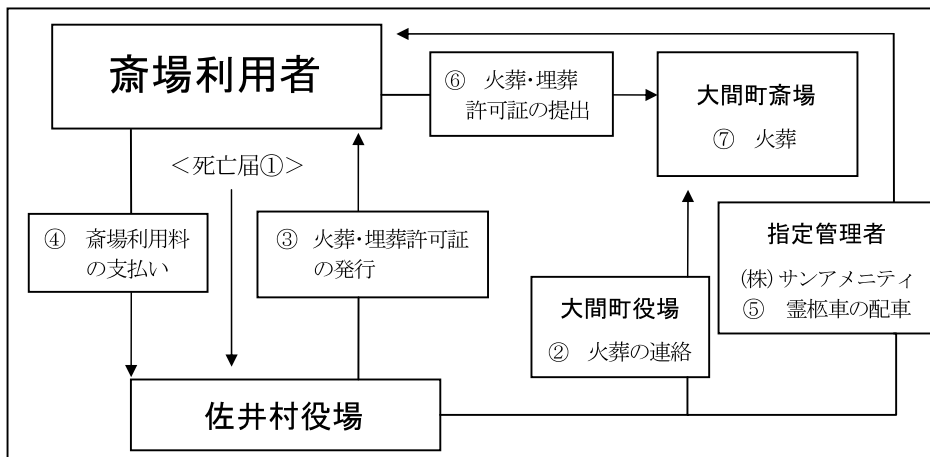 斎場利用者
⑥　火葬・埋葬
許可証の提出
大間町斎場
⑦　火葬
＜死亡届①＞
④　斎場利用料
の支払い
③　火葬・埋葬許可証
の発行
指定管理者
(株)サンアメニティ
⑤　霊柩車の配車
大間町役場
②　火葬の連絡
佐井村役場